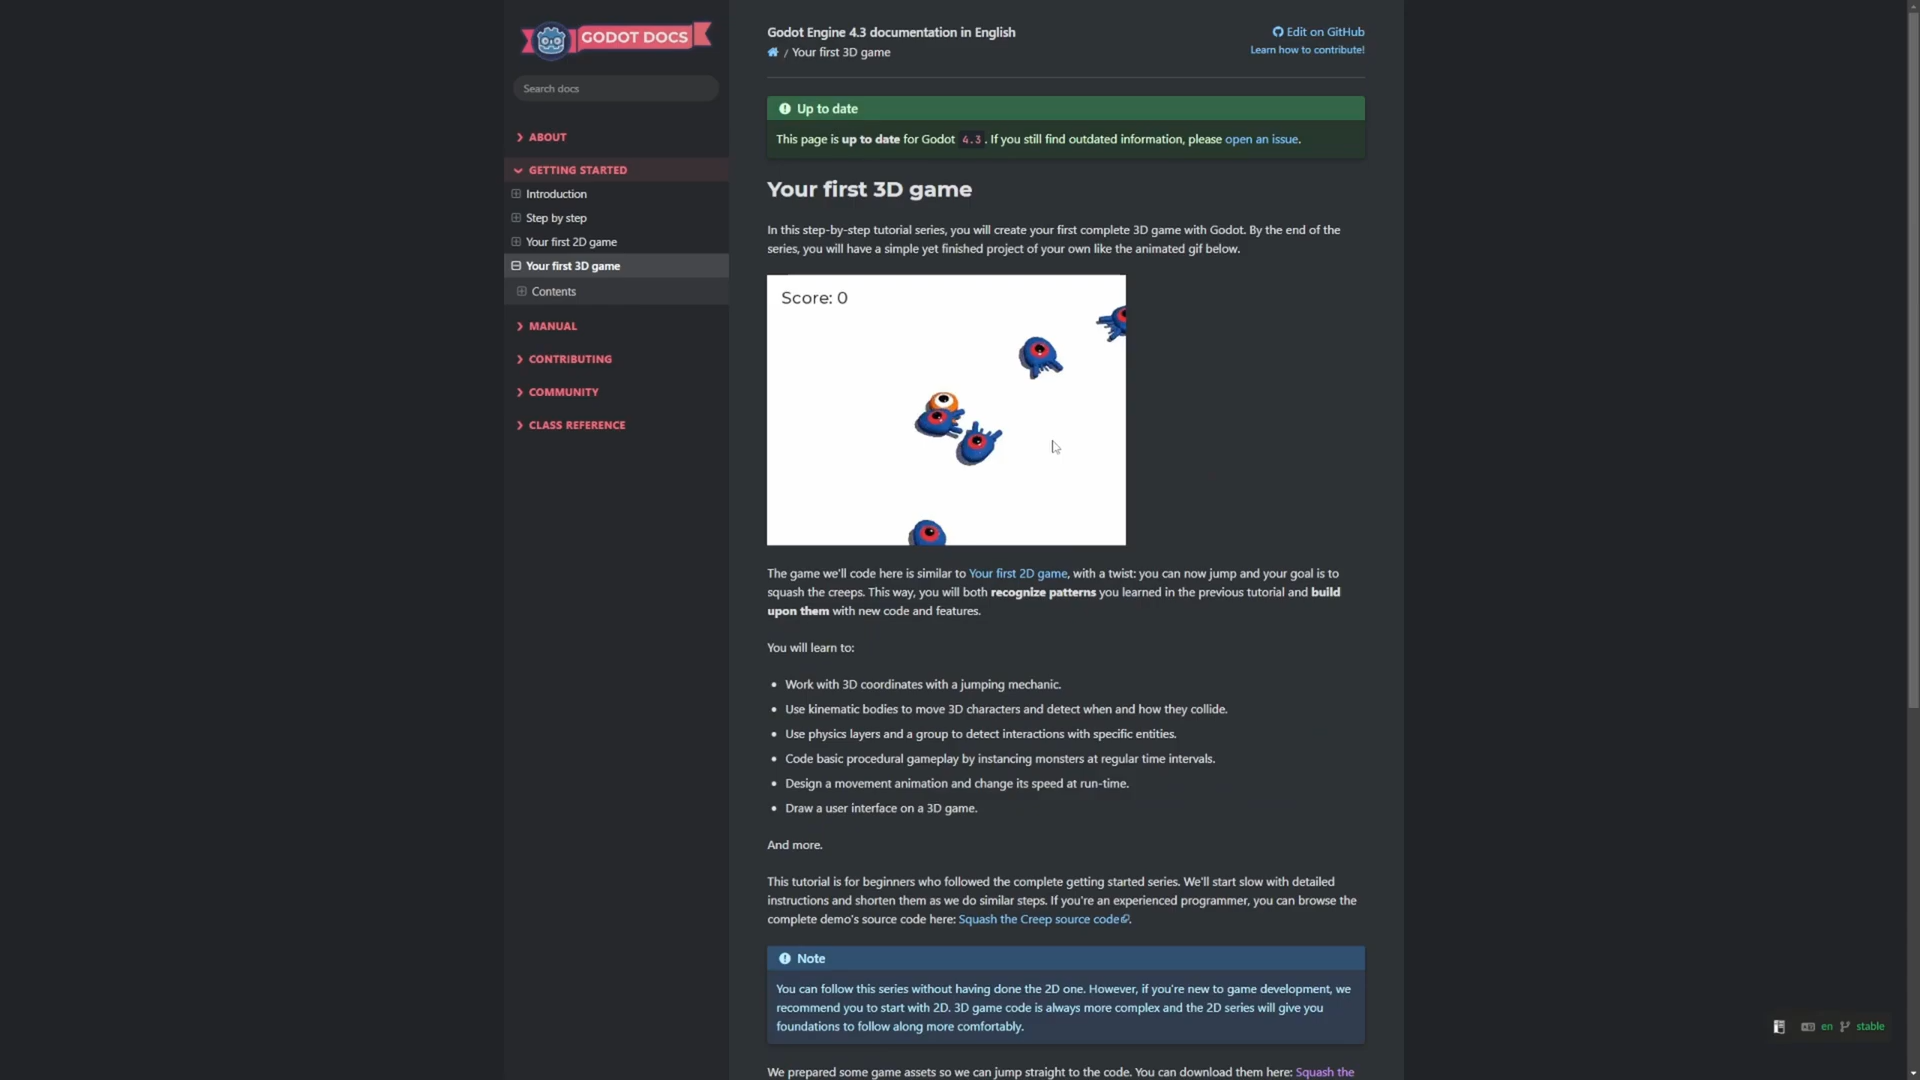 GODOT DOCS
Search docs
ABOUT
GETTING STARTED
Introduction
Step by step
Your first 2D game
Your first 3D game
Contents
MANUAL
CONTRIBUTING
COMMUNITY
CLASS REFERENCE
Godot Engine 4.3 documentation in English
Edit on GitHub
/ Your first 3D game
Learn how to contribute!
Up to date
This page is up to date for Godot 4.3. If you still find outdated information, please open an issue.
Your first 3D game
In this step-by-step tutorial series, you will create your first complete 3D game with Godot. By the end of the
series, you will have a simple yet finished project of your own like the animated gif below.
Score: 0
The game we'll code here is similar to Your first 2D game, with a twist: you can now jump and your goal is to
squash the creeps. This way, you will both recognize patterns you learned in the previous tutorial and build
upon them with new code and features.
You will learn to:
• Work with 3D coordinates with a jumping mechanic.
• Use kinematic bodies to move 3D characters and detect when and how they collide.
• Use physics layers and a group to detect interactions with specific entities.
• Code basic procedural gameplay by instancing monsters at regular time intervals.
• Design a movement animation and change its speed at run-time.
• Draw a user interface on a 3D game.
And more.
This tutorial is for beginners who followed the complete getting started series. We'll start slow with detailed
instructions and shorten them as we do similar steps. If you're an experienced programmer, you can browse the
complete demo's source code here: Squash the Creep source code.
Note
You can follow this series without having done the 2D one. However, if you're new to game development, we
recommend you to start with 2D. 3D game code is always more complex and the 2D series will give you
foundations to follow along more comfortably.
We prepared some game assets so we can jump straight to the code. You can download them here: Squash the
en stable